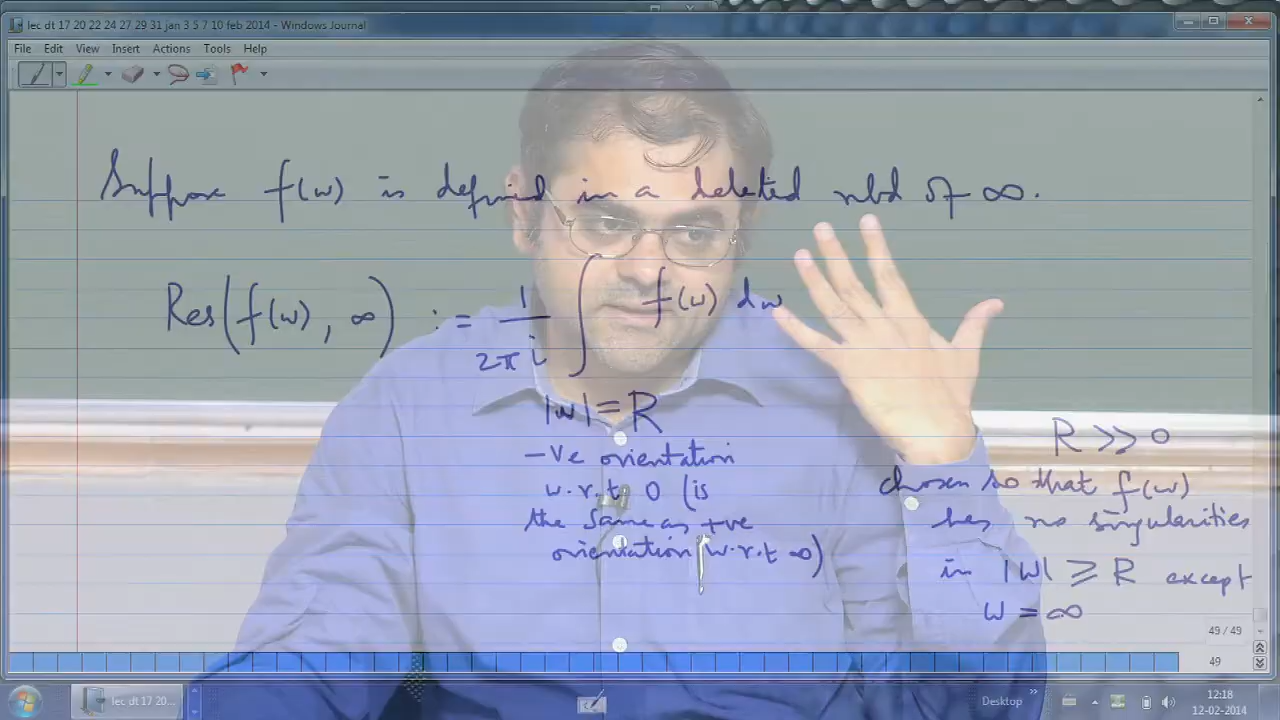 lec dt 17 20 22 24 27 29 31 jan 3 5 7 10 feb 2014 - Windows Journal
File Edit View Insert Actions Tools Help
Suppose f(w) is defined in a deleted nbd of ∞.
Res(f(w), ∞) := 1/2πi ∫ f(w) dw
|w| = R
-ve orientation
w.r.t. 0 (is
the same as +ve
orientation w.r.t ∞)
R >> 0
chosen so that f(w)
has no singularities
in |w| ≥ R except
w = ∞
49 / 49
49
lec dt 17 20...
Desktop
12:18
12-02-2014